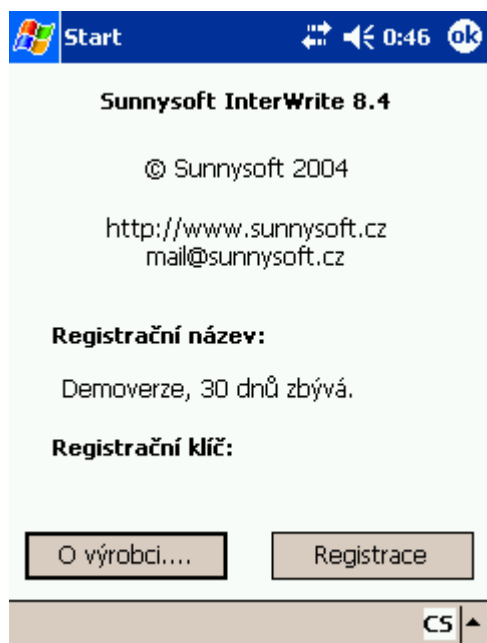 Start 0:46 ok
Sunnysoft InterWrite 8.4
© Sunnysoft 2004
http://www.sunnysoft.cz
mail@sunnysoft.cz
Registrační název:
Demoverze, 30 dnů zbývá.
Registrační klíč:
O výrobci.... Registrace
CS